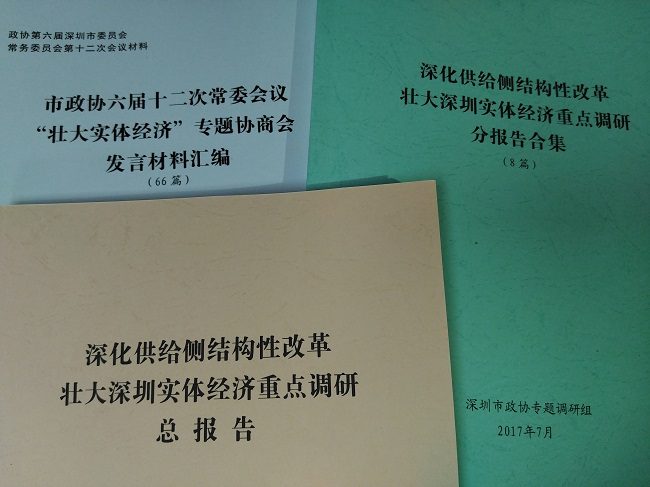 政协第六届深圳市委员会
常务委员会第十二次会议材料
市政协六届十二次常委会议
“壮大实体经济”专题协商会
发言材料汇编
（66 篇）
深化供给侧结构性改革
壮大深圳实体经济重点调研
分报告合集
（8 篇）
深圳市政协专题调研组
2017年7月
深化供给侧结构性改革
壮大深圳实体经济重点调研
总 报 告